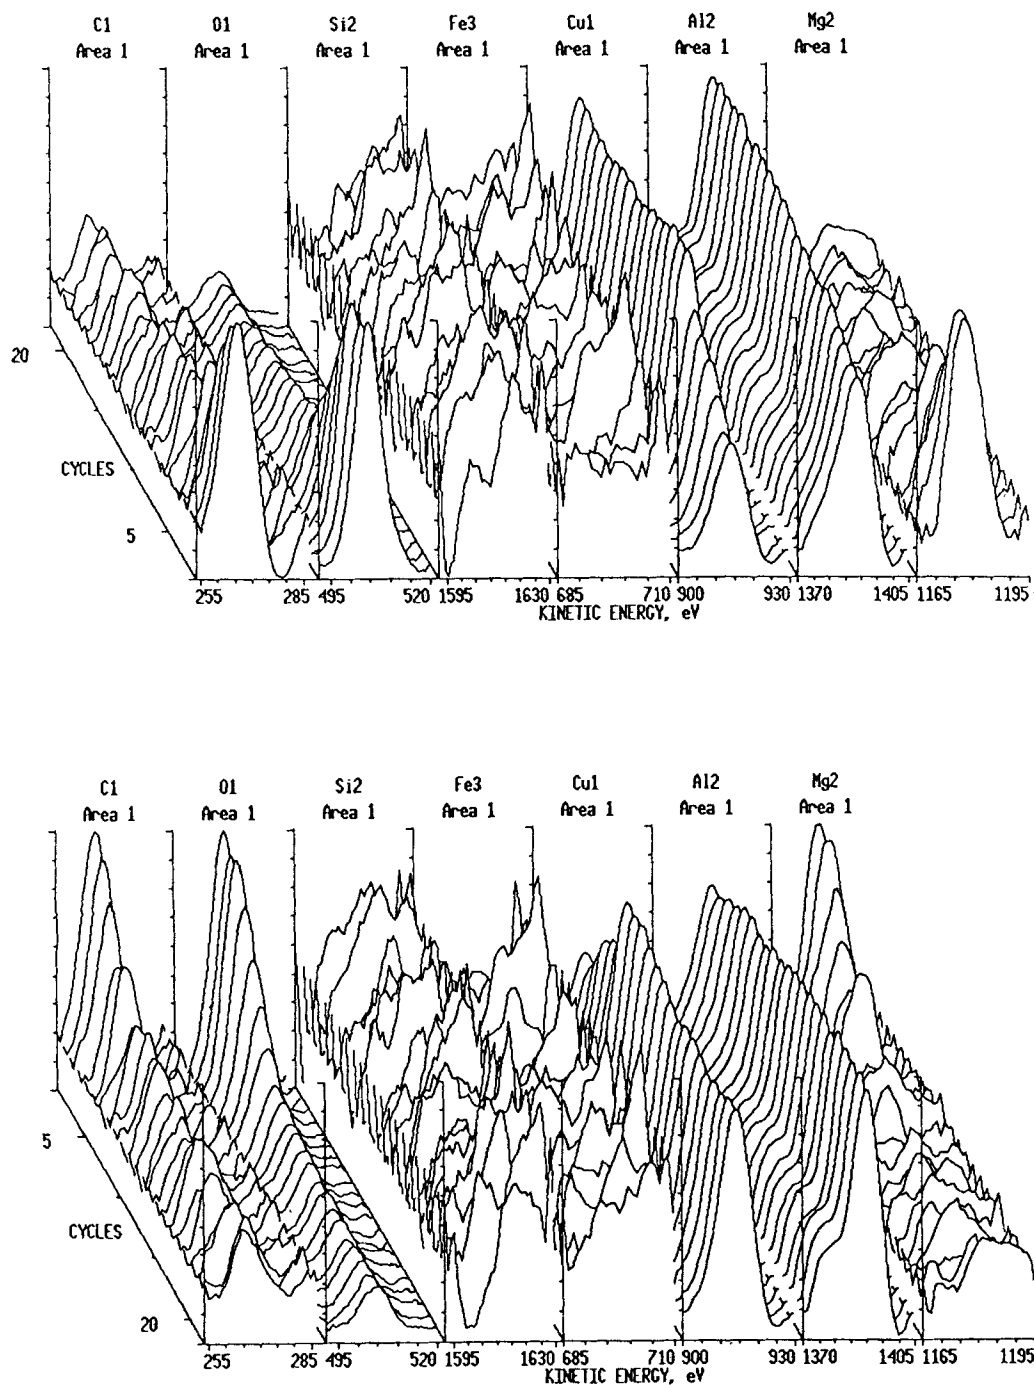 C1 O1 Si2 Fe3 Cu1 Al2 Mg2
Area 1 Area 1 Area 1 Area 1 Area 1 Area 1 Area 1
20
CYCLES
5
255 285 495 520 1595 1630 685 710 900 930 1370 1405 1165 1195
KINETIC ENERGY, eV
C1 O1 Si2 Fe3 Cu1 Al2 Mg2
Area 1 Area 1 Area 1 Area 1 Area 1 Area 1 Area 1
5
CYCLES
20
255 285 495 520 1595 1630 685 710 900 930 1370 1405 1165 1195
KINETIC ENERGY, eV